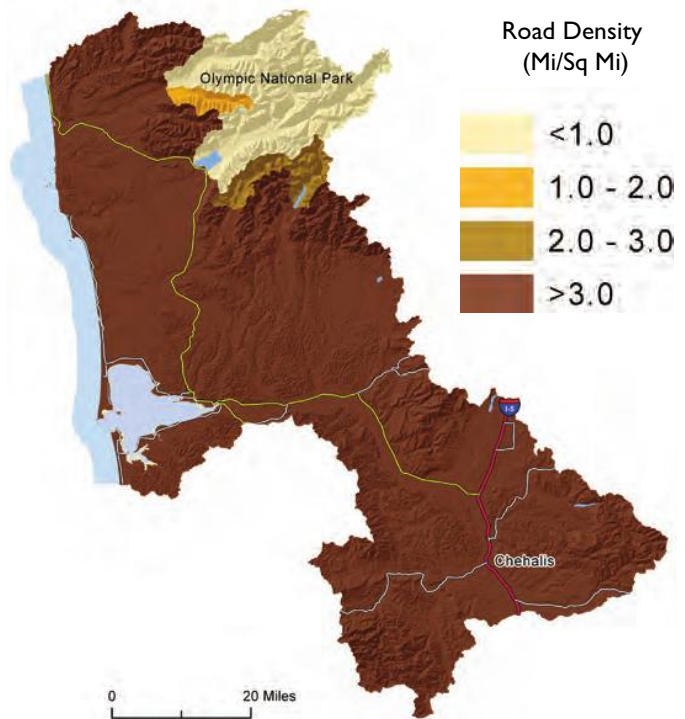 Road Density
(Mi/Sq Mi)
Olympic National Park
<1.0
1.0 - 2.0
2.0 - 3.0
>3.0
I-5
Chehalis
0
20 Miles